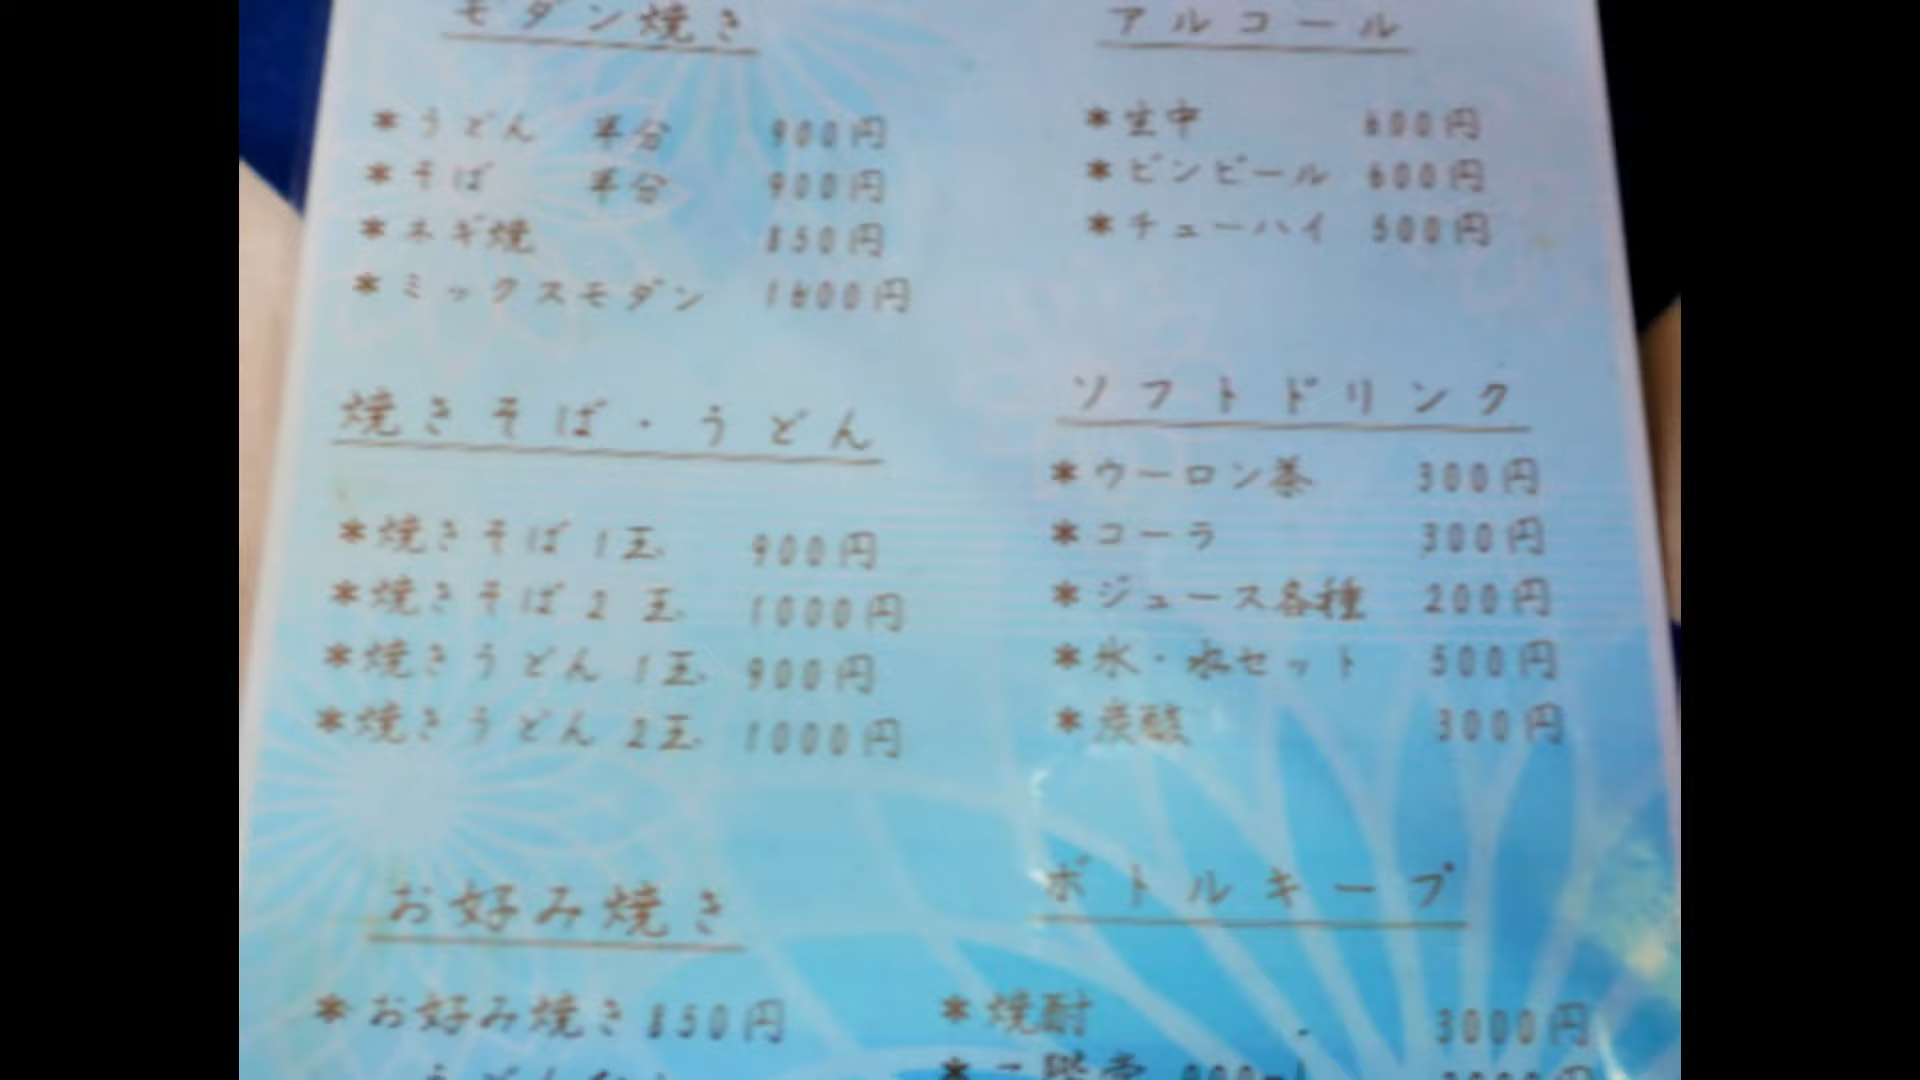 モダン焼き
*うどん 半分 900円
*そば 半分 900円
*ネギ焼 850円
*ミックスモダン 1600円
焼きそば・うどん
*焼きそば1玉 900円
*焼きそば2玉 1000円
*焼きうどん1玉 900円
*焼きうどん2玉 1000円
お好み焼き
*お好み焼き 850円
アルコール
*生中 600円
*ビンビール 600円
*チューハイ 500円
ソフトドリンク
*ウーロン茶 300円
*コーラ 300円
*ジュース各種 200円
*氷・水セット 500円
*炭酸 300円
ボトルキープ
*焼酎 3000円
*二階堂